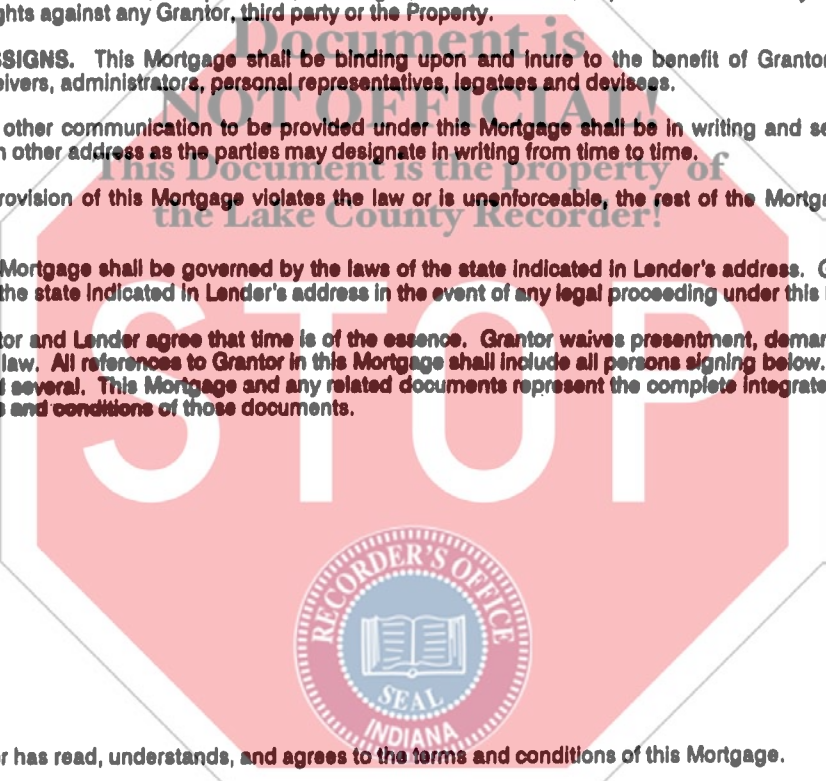 ghts against any Grantor, third party or the Property.
Document is
SSIGNS. This Mortgage shall be binding upon and inure to the benefit of Grantor
eivers, administrators, personal representatives, legatees and devisees.
NOT OFFICIAL!
other communication to be provided under this Mortgage shall be in writing and se
n other address as the parties may designate in writing from time to time.
This Document is the property of
rovision of this Mortgage violates the law or is unenforceable, the rest of the Mortga
the Lake County Recorder!
Mortgage shall be governed by the laws of the state indicated in Lender's address. G
the state indicated in Lender's address in the event of any legal proceeding under this
STOP
tor and Lender agree that time is of the essence. Grantor waives presentment, deman
law. All references to Grantor in this Mortgage shall include all persons signing below.
d several. This Mortgage and any related documents represent the complete integrate
s and conditions of those documents.
RECORDER'S OFFICE
SEAL
INDIANA
r has read, understands, and agrees to the terms and conditions of this Mortgage.